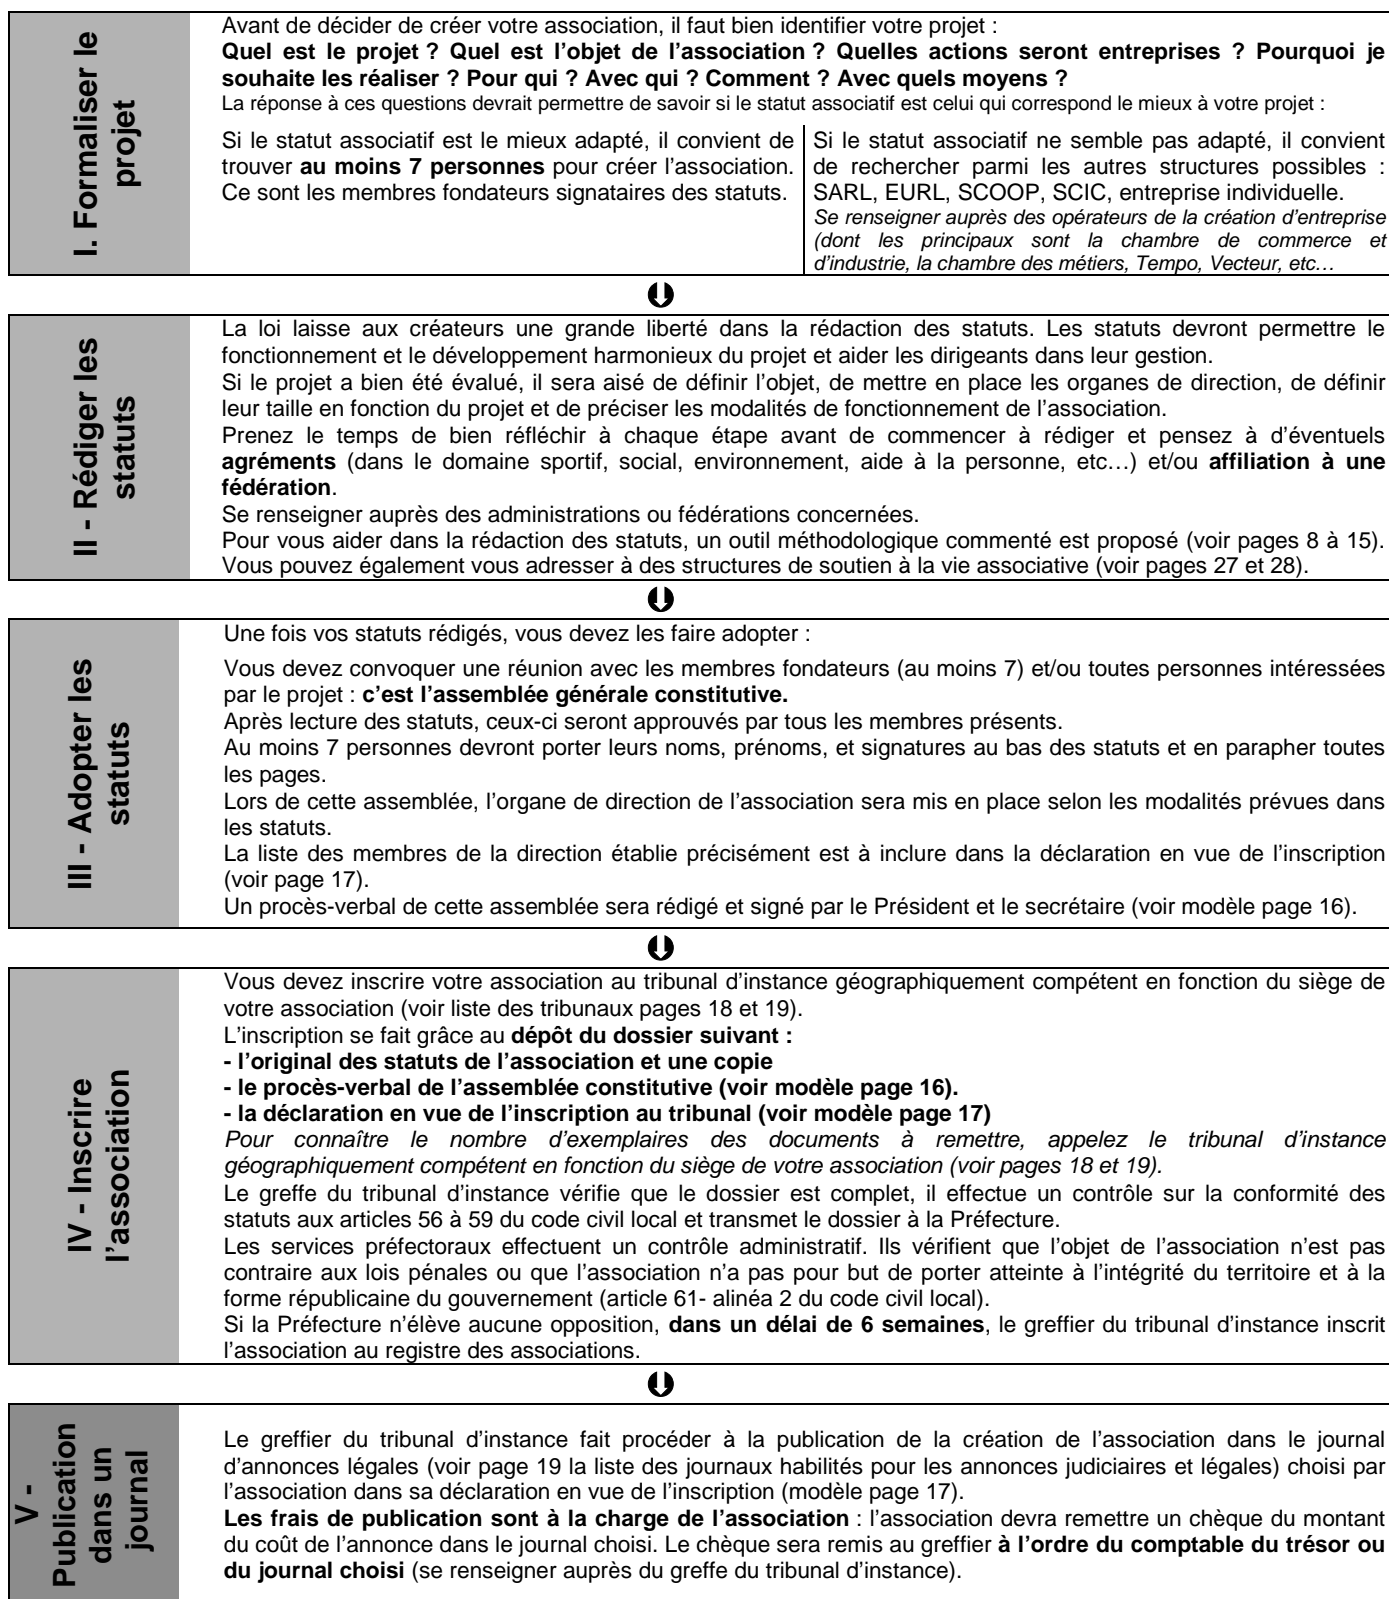 I. Formaliser le
projet
Avant de décider de créer votre association, il faut bien identifier votre projet :
Quel est le projet ? Quel est l'objet de l'association ? Quelles actions seront entreprises ? Pourquoi je
souhaite les réaliser ? Pour qui ? Avec qui ? Comment ? Avec quels moyens ?
La réponse à ces questions devrait permettre de savoir si le statut associatif est celui qui correspond le mieux à votre projet :
Si le statut associatif est le mieux adapté, il convient de
trouver au moins 7 personnes pour créer l'association.
Ce sont les membres fondateurs signataires des statuts.
Si le statut associatif ne semble pas adapté, il convient
de rechercher parmi les autres structures possibles :
SARL, EURL, SCOOP, SCIC, entreprise individuelle.
Se renseigner auprès des opérateurs de la création d'entreprise
(dont les principaux sont la chambre de commerce et
d'industrie, la chambre des métiers, Tempo, Vecteur, etc…
II - Rédiger les
statuts
La loi laisse aux créateurs une grande liberté dans la rédaction des statuts. Les statuts devront permettre le
fonctionnement et le développement harmonieux du projet et aider les dirigeants dans leur gestion.
Si le projet a bien été évalué, il sera aisé de définir l'objet, de mettre en place les organes de direction, de définir
leur taille en fonction du projet et de préciser les modalités de fonctionnement de l'association.
Prenez le temps de bien réfléchir à chaque étape avant de commencer à rédiger et pensez à d'éventuels
agréments (dans le domaine sportif, social, environnement, aide à la personne, etc…) et/ou affiliation à une
fédération.
Se renseigner auprès des administrations ou fédérations concernées.
Pour vous aider dans la rédaction des statuts, un outil méthodologique commenté est proposé (voir pages 8 à 15).
Vous pouvez également vous adresser à des structures de soutien à la vie associative (voir pages 27 et 28).
III - Adopter les
statuts
Une fois vos statuts rédigés, vous devez les faire adopter :
Vous devez convoquer une réunion avec les membres fondateurs (au moins 7) et/ou toutes personnes intéressées
par le projet : c'est l'assemblée générale constitutive.
Après lecture des statuts, ceux-ci seront approuvés par tous les membres présents.
Au moins 7 personnes devront porter leurs noms, prénoms, et signatures au bas des statuts et en parapher toutes
les pages.
Lors de cette assemblée, l'organe de direction de l'association sera mis en place selon les modalités prévues dans
les statuts.
La liste des membres de la direction établie précisément est à inclure dans la déclaration en vue de l'inscription
(voir page 17).
Un procès-verbal de cette assemblée sera rédigé et signé par le Président et le secrétaire (voir modèle page 16).
IV - Inscrire
l'association
Vous devez inscrire votre association au tribunal d'instance géographiquement compétent en fonction du siège de
votre association (voir liste des tribunaux pages 18 et 19).
L'inscription se fait grâce au dépôt du dossier suivant :
- l'original des statuts de l'association et une copie
- le procès-verbal de l'assemblée constitutive (voir modèle page 16).
- la déclaration en vue de l'inscription au tribunal (voir modèle page 17)
Pour connaître le nombre d'exemplaires des documents à remettre, appelez le tribunal d'instance
géographiquement compétent en fonction du siège de votre association (voir pages 18 et 19).
Le greffe du tribunal d'instance vérifie que le dossier est complet, il effectue un contrôle sur la conformité des
statuts aux articles 56 à 59 du code civil local et transmet le dossier à la Préfecture.
Les services préfectoraux effectuent un contrôle administratif. Ils vérifient que l'objet de l'association n'est pas
contraire aux lois pénales ou que l'association n'a pas pour but de porter atteinte à l'intégrité du territoire et à la
forme républicaine du gouvernement (article 61- alinéa 2 du code civil local).
Si la Préfecture n'élève aucune opposition, dans un délai de 6 semaines, le greffier du tribunal d'instance inscrit
l'association au registre des associations.
V -
Publication
dans un
journal
Le greffier du tribunal d'instance fait procéder à la publication de la création de l'association dans le journal
d'annonces légales (voir page 19 la liste des journaux habilités pour les annonces judiciaires et légales) choisi par
l'association dans sa déclaration en vue de l'inscription (modèle page 17).
Les frais de publication sont à la charge de l'association : l'association devra remettre un chèque du montant
du coût de l'annonce dans le journal choisi. Le chèque sera remis au greffier à l'ordre du comptable du trésor ou
du journal choisi (se renseigner auprès du greffe du tribunal d'instance).